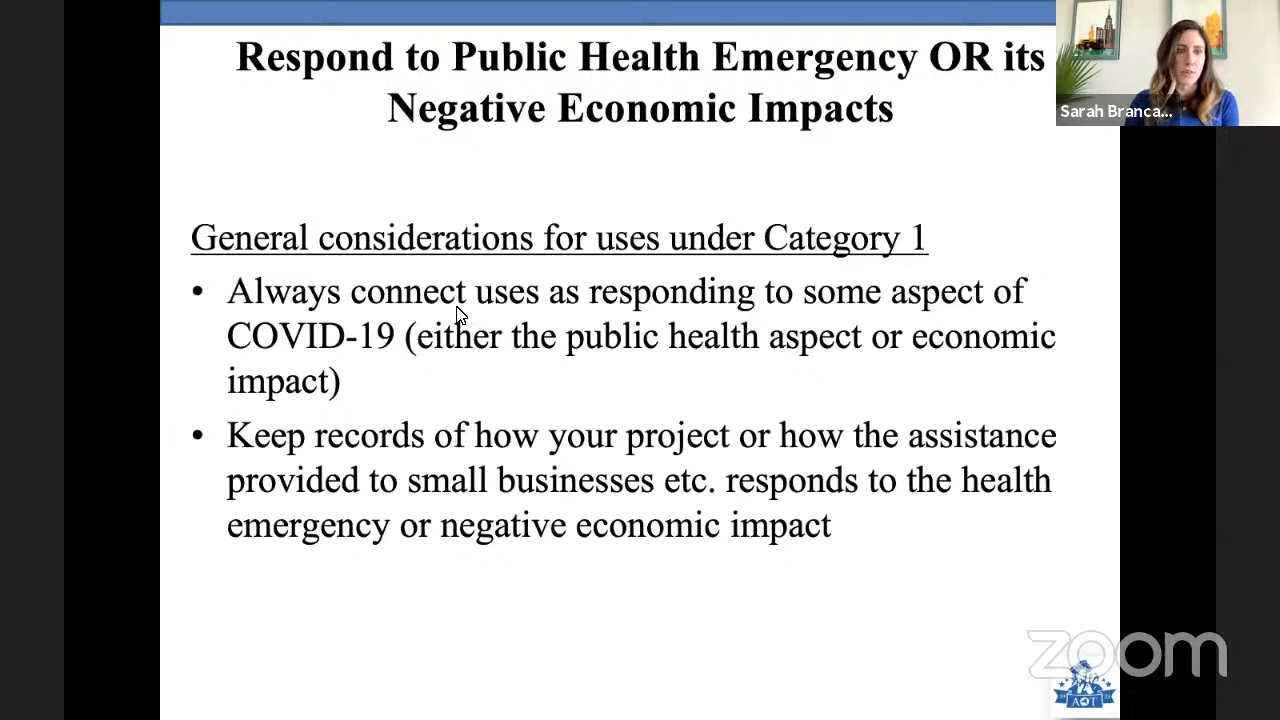 Respond to Public Health Emergency OR its
Negative Economic Impacts
Sarah Branca...
General considerations for uses under Category 1
• Always connect uses as responding to some aspect of
COVID-19 (either the public health aspect or economic
impact)
• Keep records of how your project or how the assistance
provided to small businesses etc. responds to the health
emergency or negative economic impact
zoom
AOT